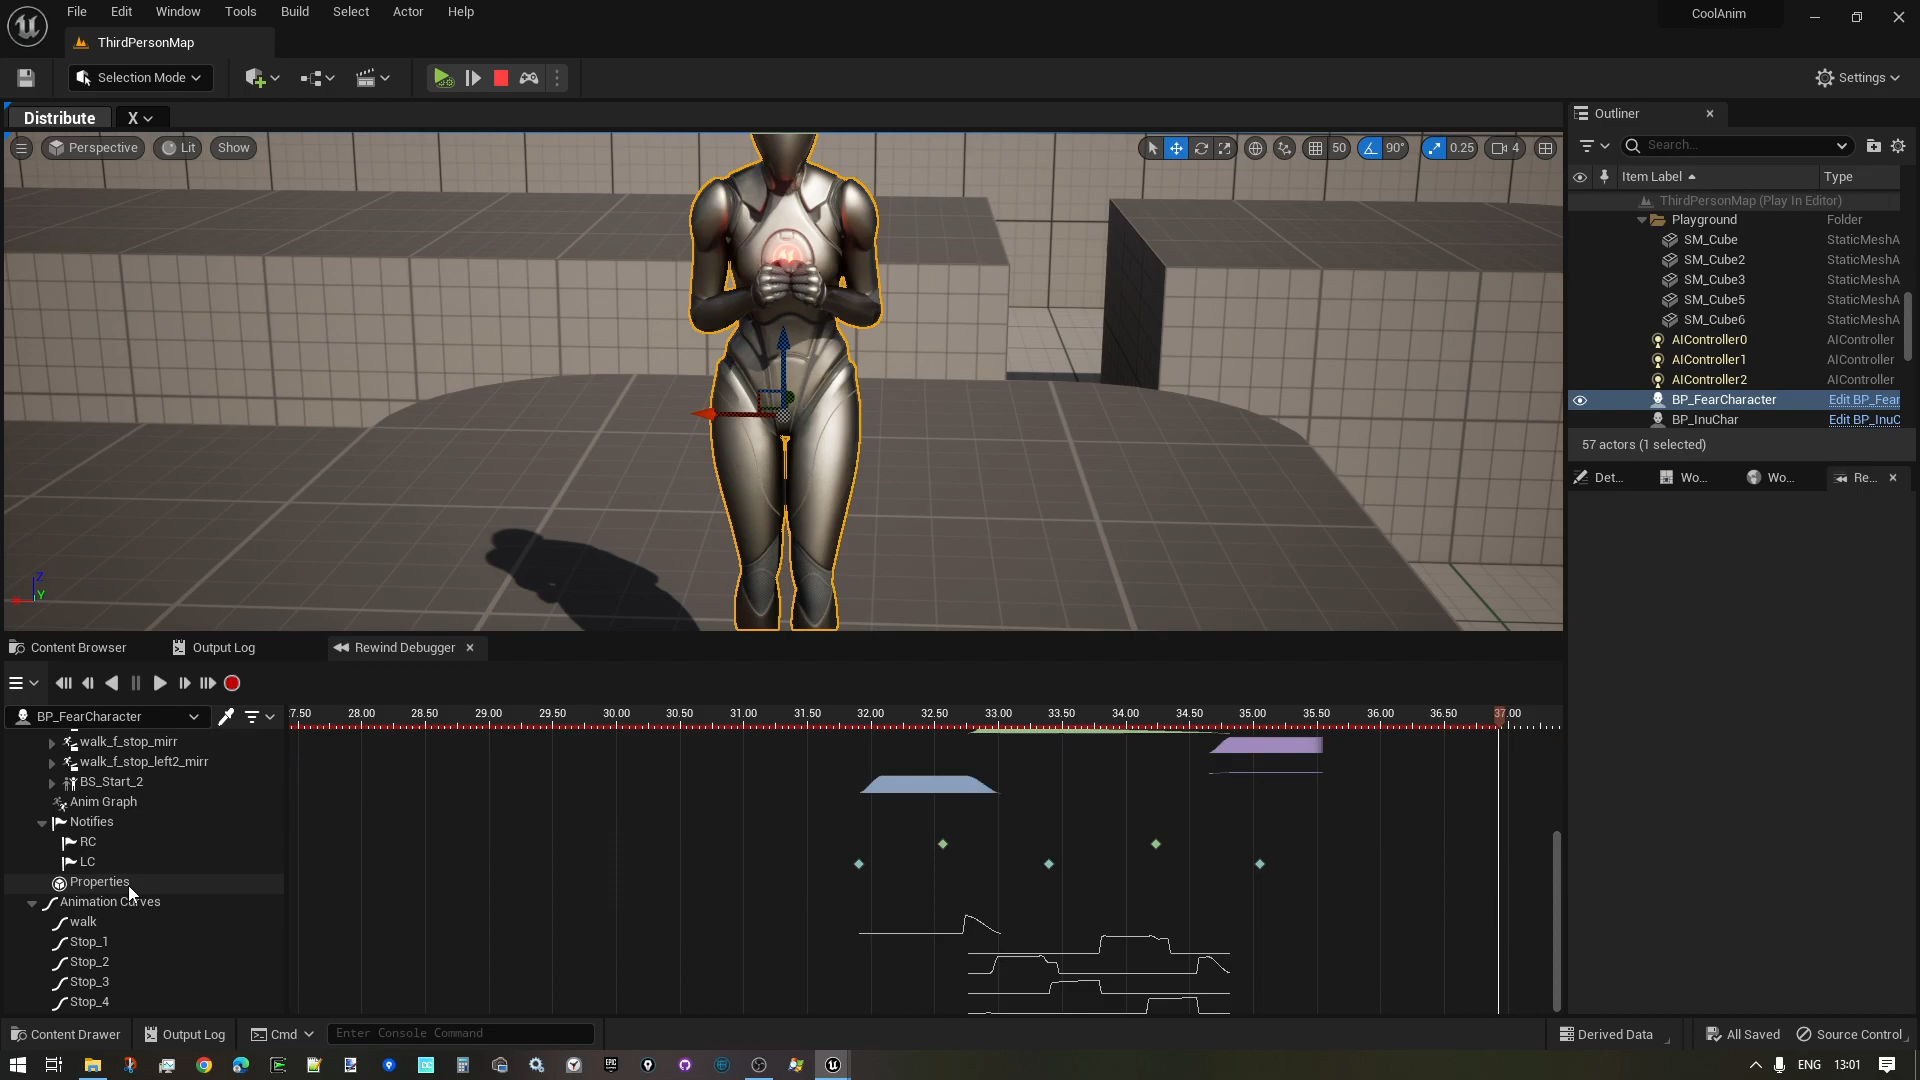 File Edit Window Tools Build Select Actor Help
CoolAnim
ThirdPersonMap
Selection Mode
Settings
Distribute
X
Perspective
Lit
Show
50
90°
0.25
4
Outliner
Search...
Item Label
Type
ThirdPersonMap (Play In Editor)
Playground Folder
SM_Cube StaticMeshA
SM_Cube2 StaticMeshA
SM_Cube3 StaticMeshA
SM_Cube5 StaticMeshA
SM_Cube6 StaticMeshA
AIController0 AIController
AIController1 AIController
AIController2 AIController
BP_FearCharacter Edit BP_Fear
BP_InuChar Edit BP_InuC
57 actors (1 selected)
Det... Wo... Wo... Re...
Z
Y
Content Browser Output Log Rewind Debugger
BP_FearCharacter
7.50 28.00 28.50 29.00 29.50 30.00 30.50 31.00 31.50 32.00 32.50 33.00 33.50 34.00 34.50 35.00 35.50 36.00 36.50 37.00
walk_f_stop_mirr
walk_f_stop_left2_mirr
BS_Start_2
Anim Graph
Notifies
RC
LC
Properties
Animation Curves
walk
Stop_1
Stop_2
Stop_3
Stop_4
Content Drawer Output Log Cmd Enter Console Command Derived Data All Saved Source Control
ENG 13:01